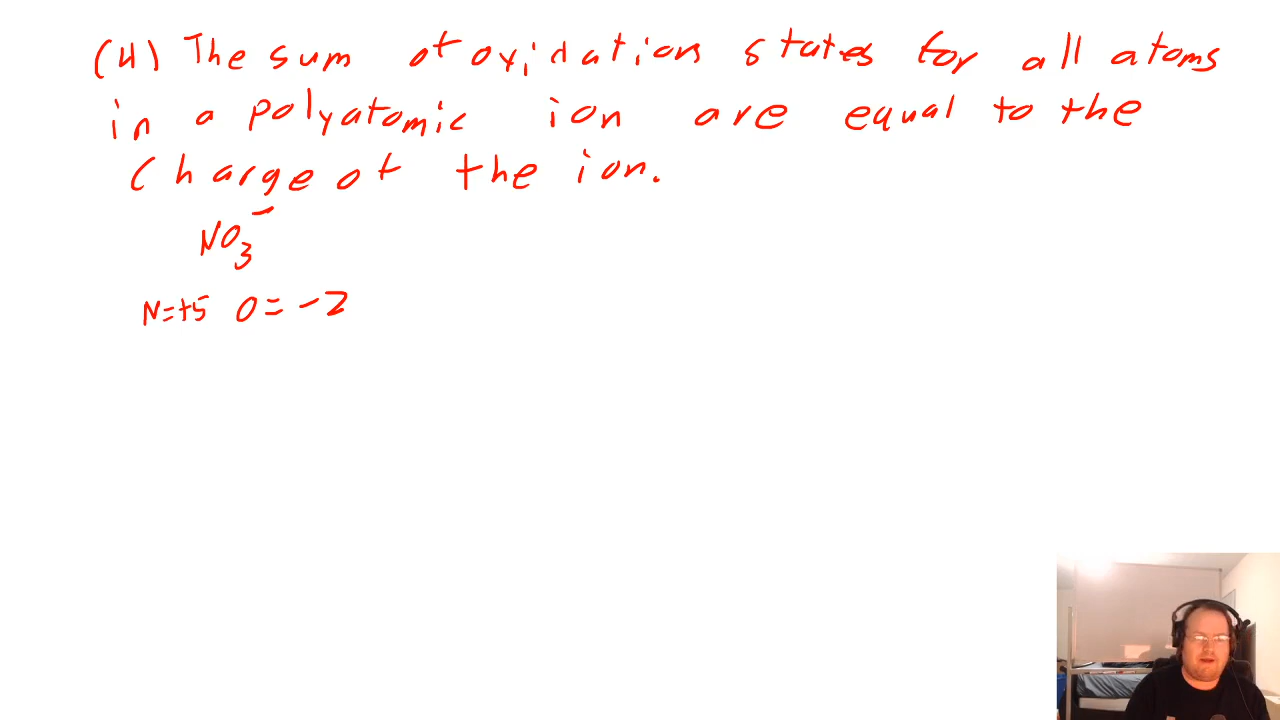 (4) The sum of oxidation states for all atoms
in a polyatomic ion are equal to the
Charge of the ion.
NO₃⁻
N=+5 O=-2